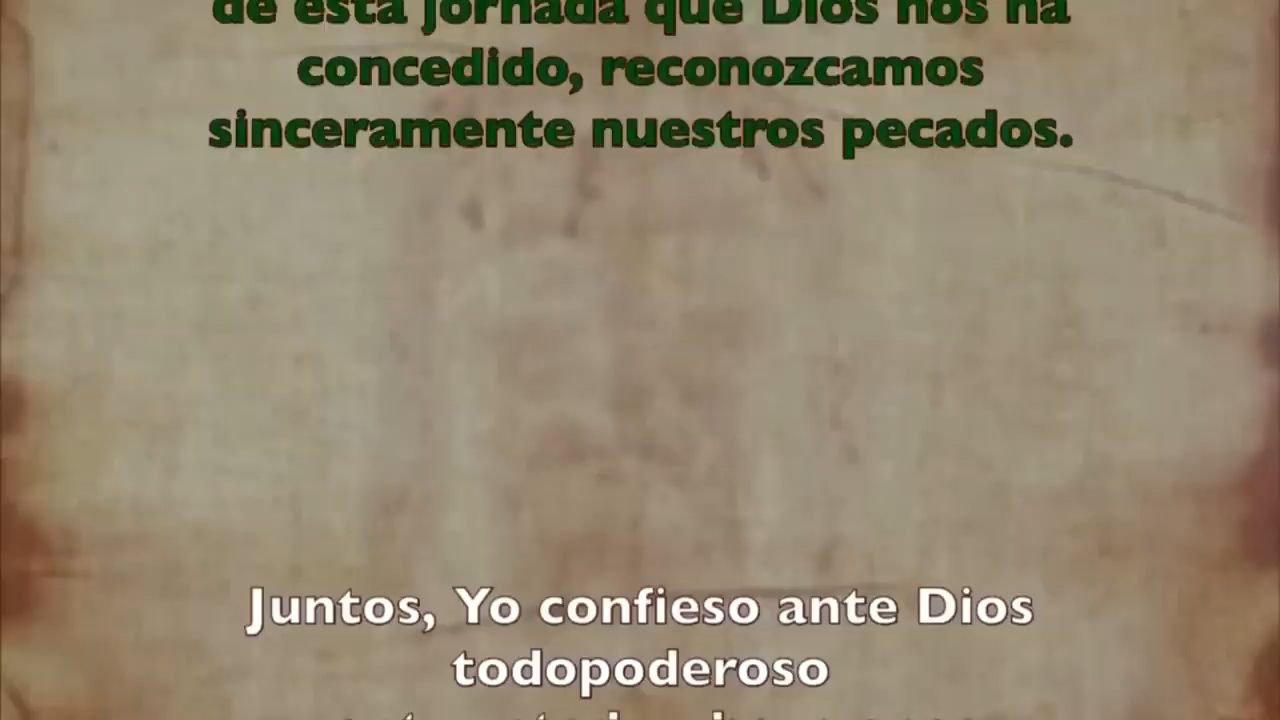 de esta jornada que Dios nos ha
concedido, reconozcamos
sinceramente nuestros pecados.
Juntos, Yo confieso ante Dios
todopoderoso